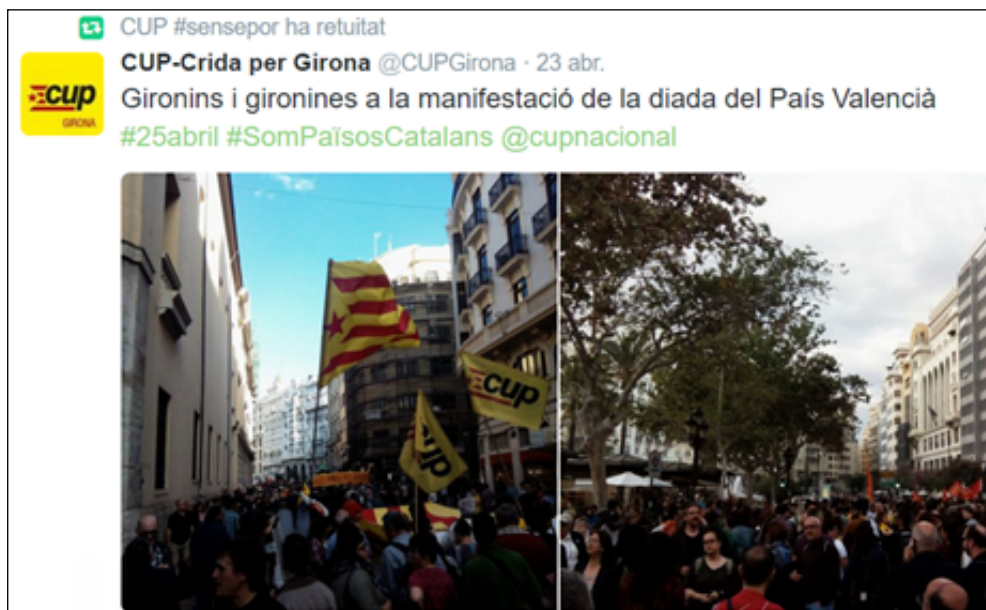 CUP #sensepor ha retuitat
CUP-Crida per Girona @CUPGirona · 23 abr.
Gironins i gironines a la manifestació de la diada del País Valencià
#25abril #SomPaïsosCatalans @cupnacional
cup
GIRONA
cup
cup